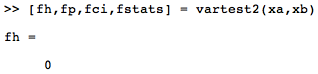 >> [fh,fp,fci,fstats] = vartest2(xa,xb)
fh =
0